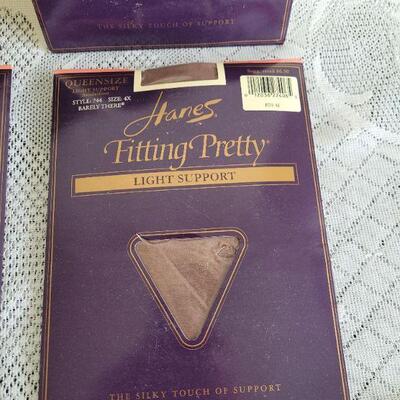 THE SILKY TOUCH OF SUPPORT
QUEENSIZE
LIGHT SUPPORT
STYLE: 744 SIZE: 4X
BARELY THERE®
Hanes
Fitting Pretty®
LIGHT SUPPORT
THE SILKY TOUCH OF SUPPORT